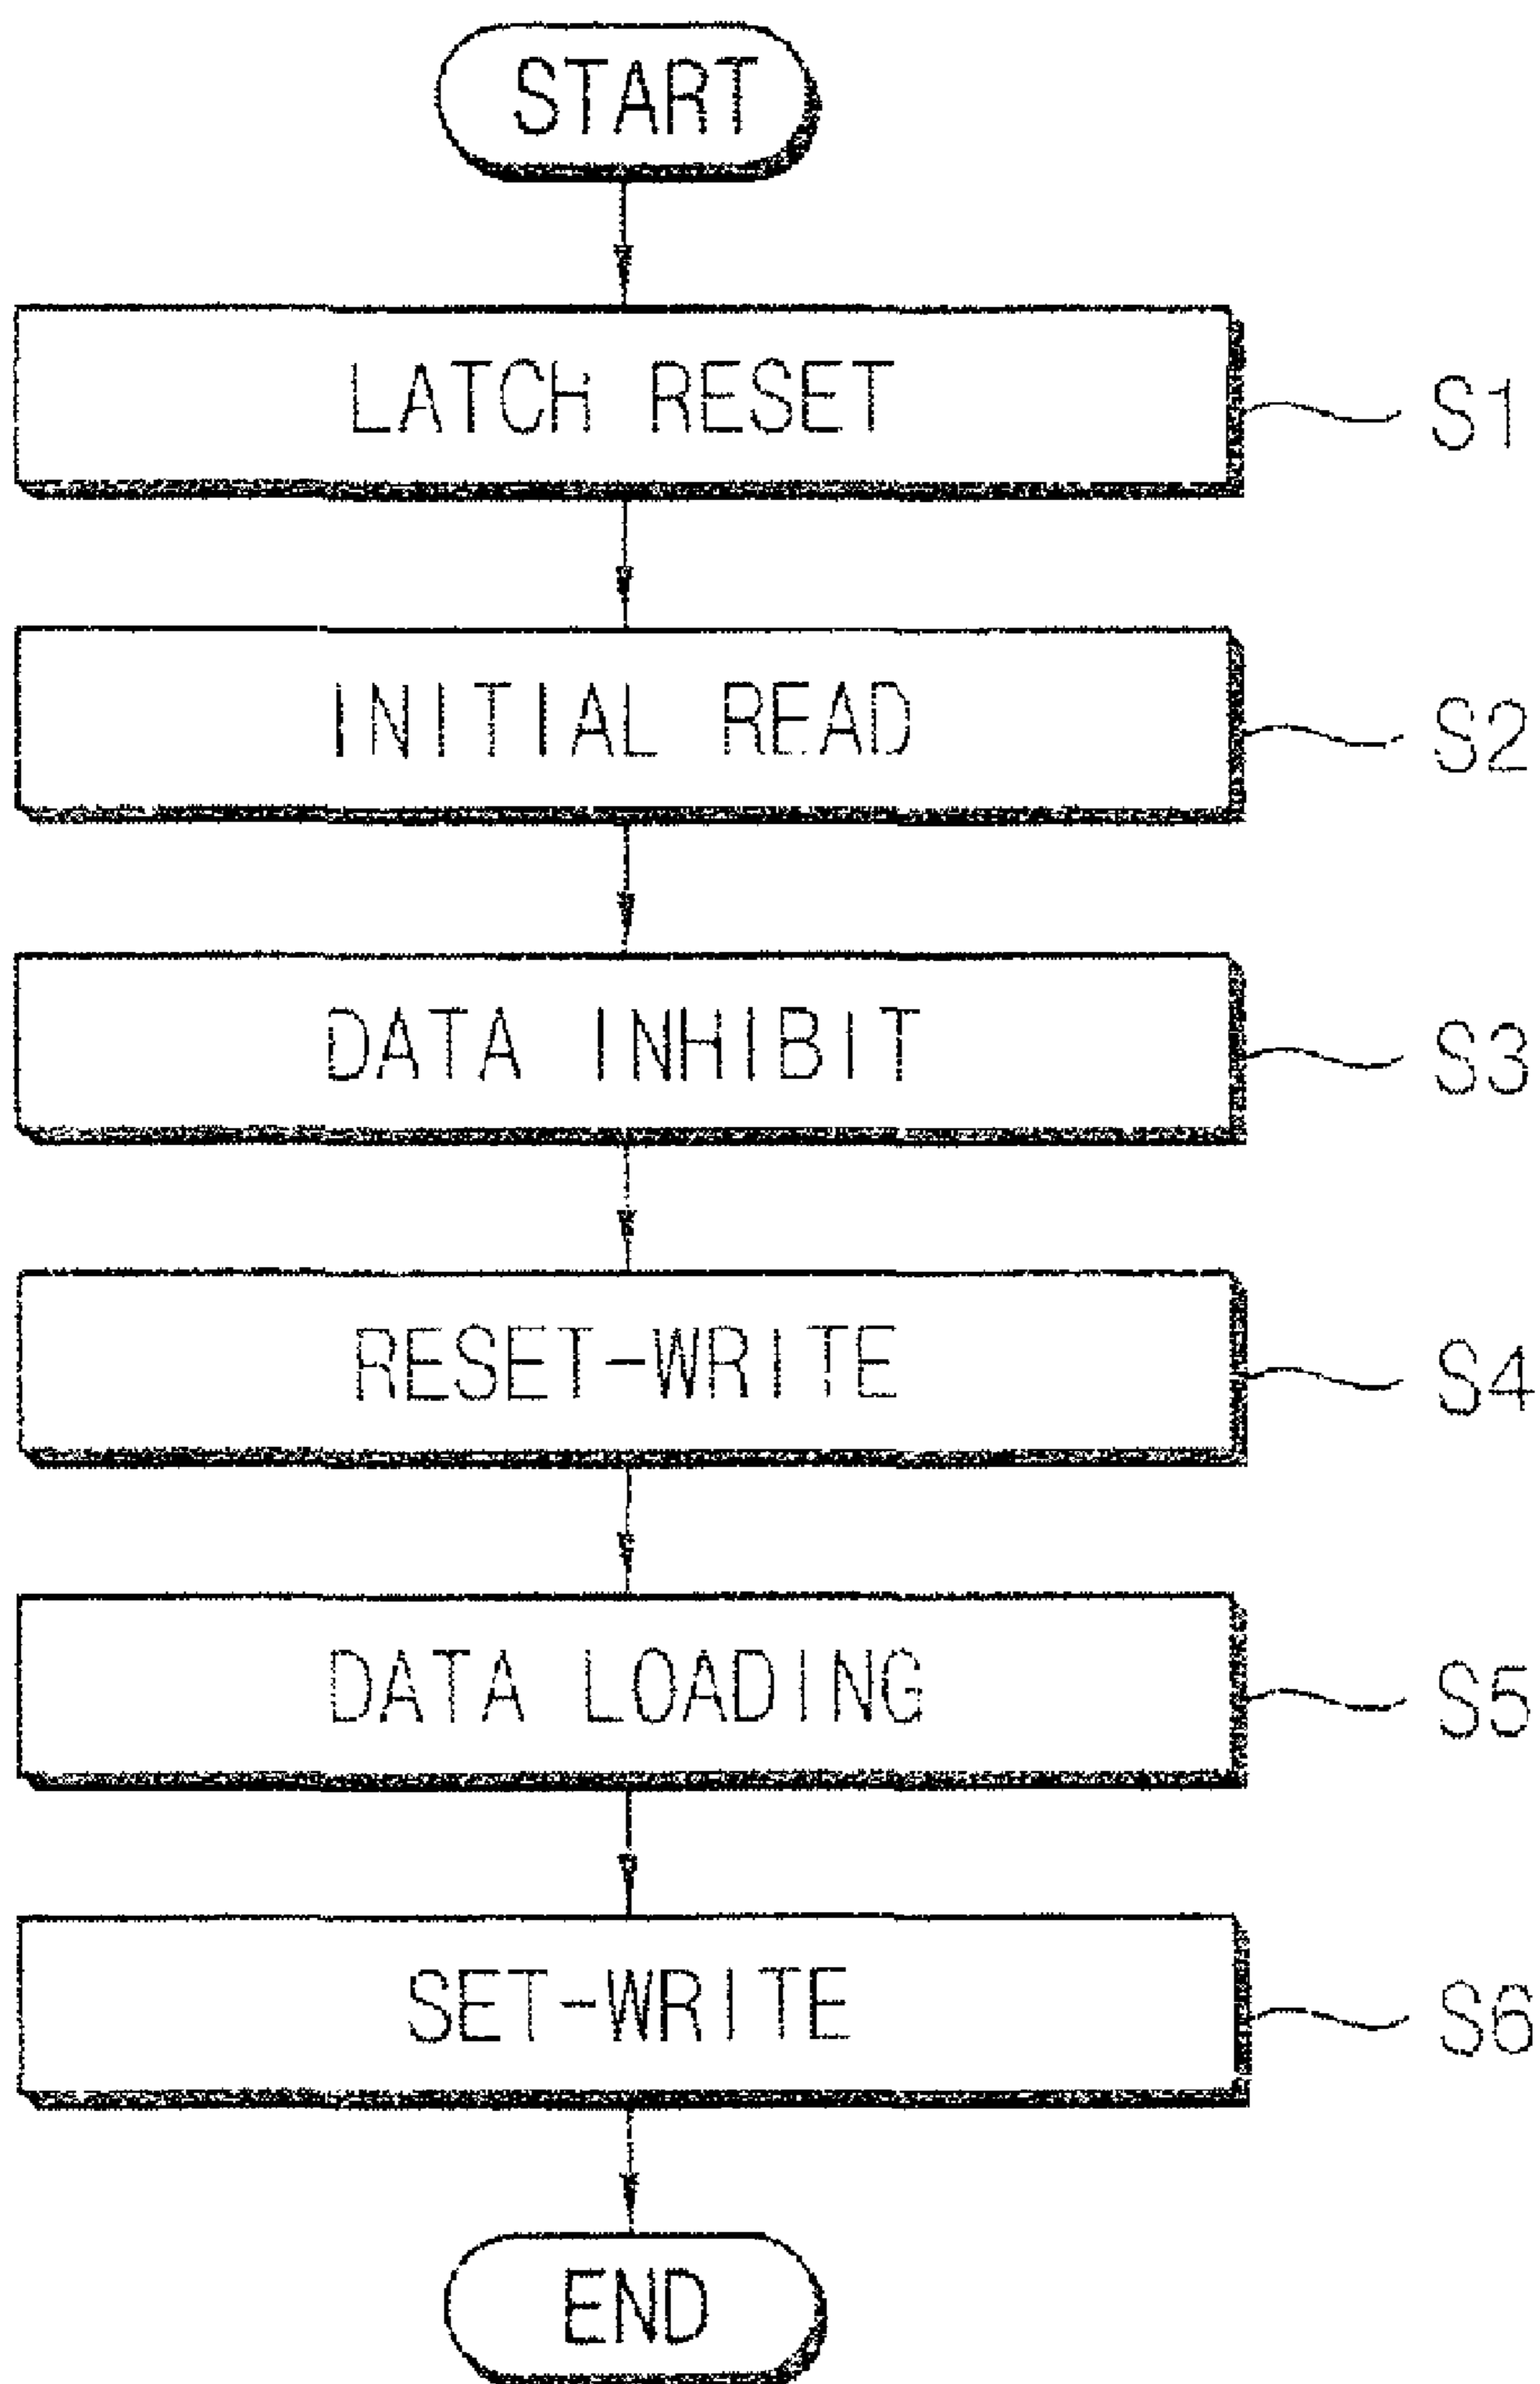 START
LATCH RESET
S1
INITIAL READ
S2
DATA INHIBIT
S3
RESET-WRITE
S4
DATA LOADING
S5
SET-WRITE
S6
END